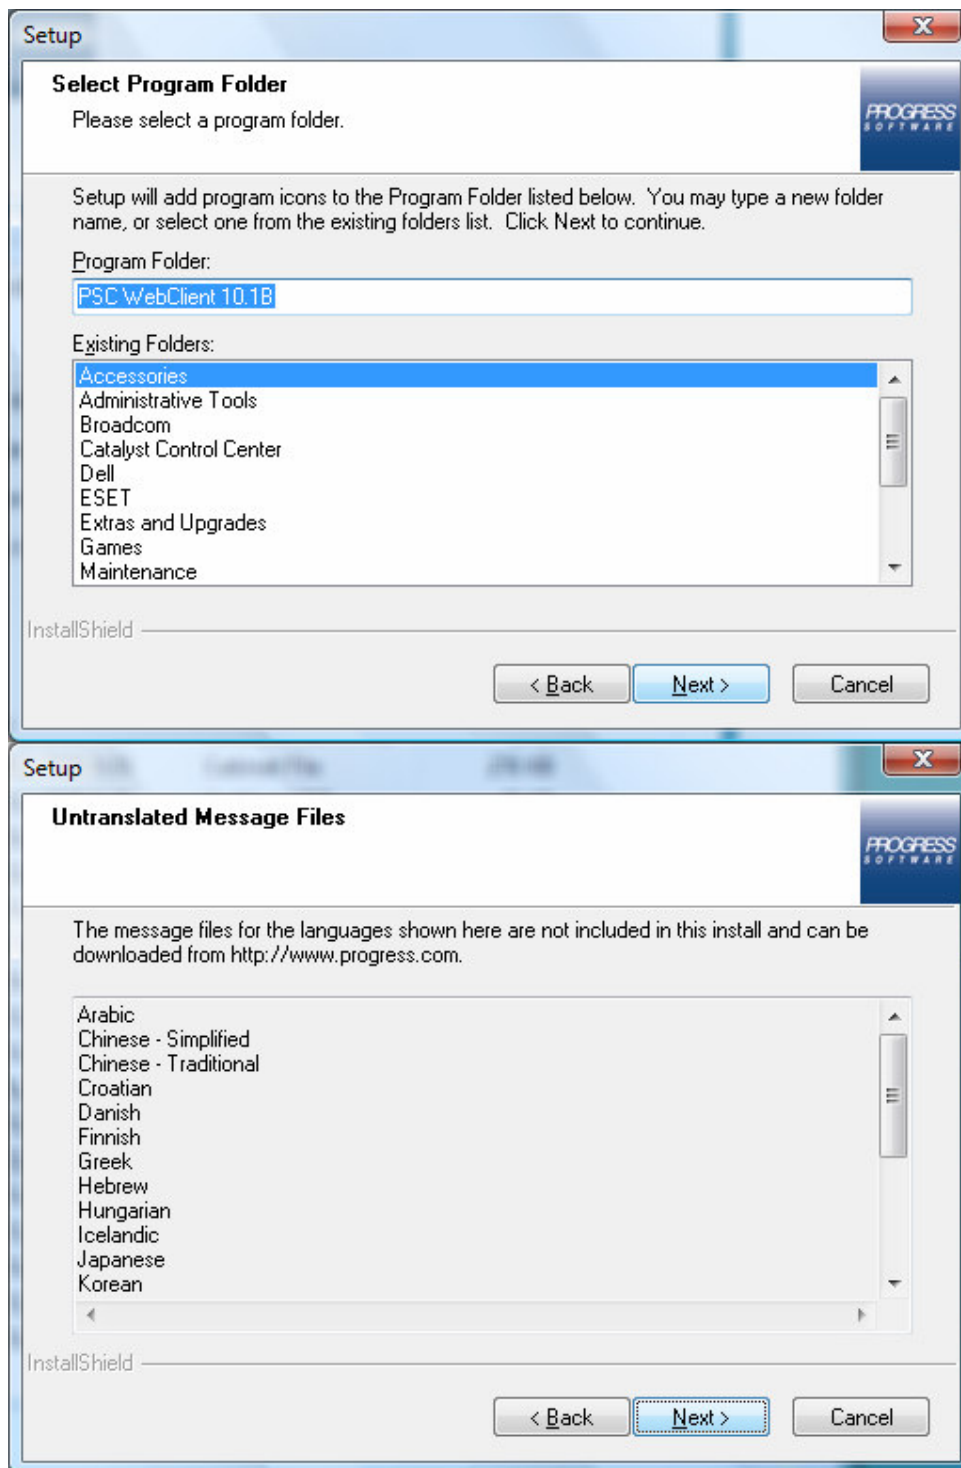 Setup
Select Program Folder
Please select a program folder.
PROGRESS
SOFTWARE
Setup will add program icons to the Program Folder listed below.  You may type a new folder
name, or select one from the existing folders list.  Click Next to continue.
Program Folder:
PSC WebClient 10.1B
Existing Folders:
Accessories
Administrative Tools
Broadcom
Catalyst Control Center
Dell
ESET
Extras and Upgrades
Games
Maintenance
InstallShield
< Back
Next >
Cancel
Setup
Untranslated Message Files
PROGRESS
SOFTWARE
The message files for the languages shown here are not included in this install and can be
downloaded from http://www.progress.com.
Arabic
Chinese - Simplified
Chinese - Traditional
Croatian
Danish
Finnish
Greek
Hebrew
Hungarian
Icelandic
Japanese
Korean
InstallShield
< Back
Next >
Cancel